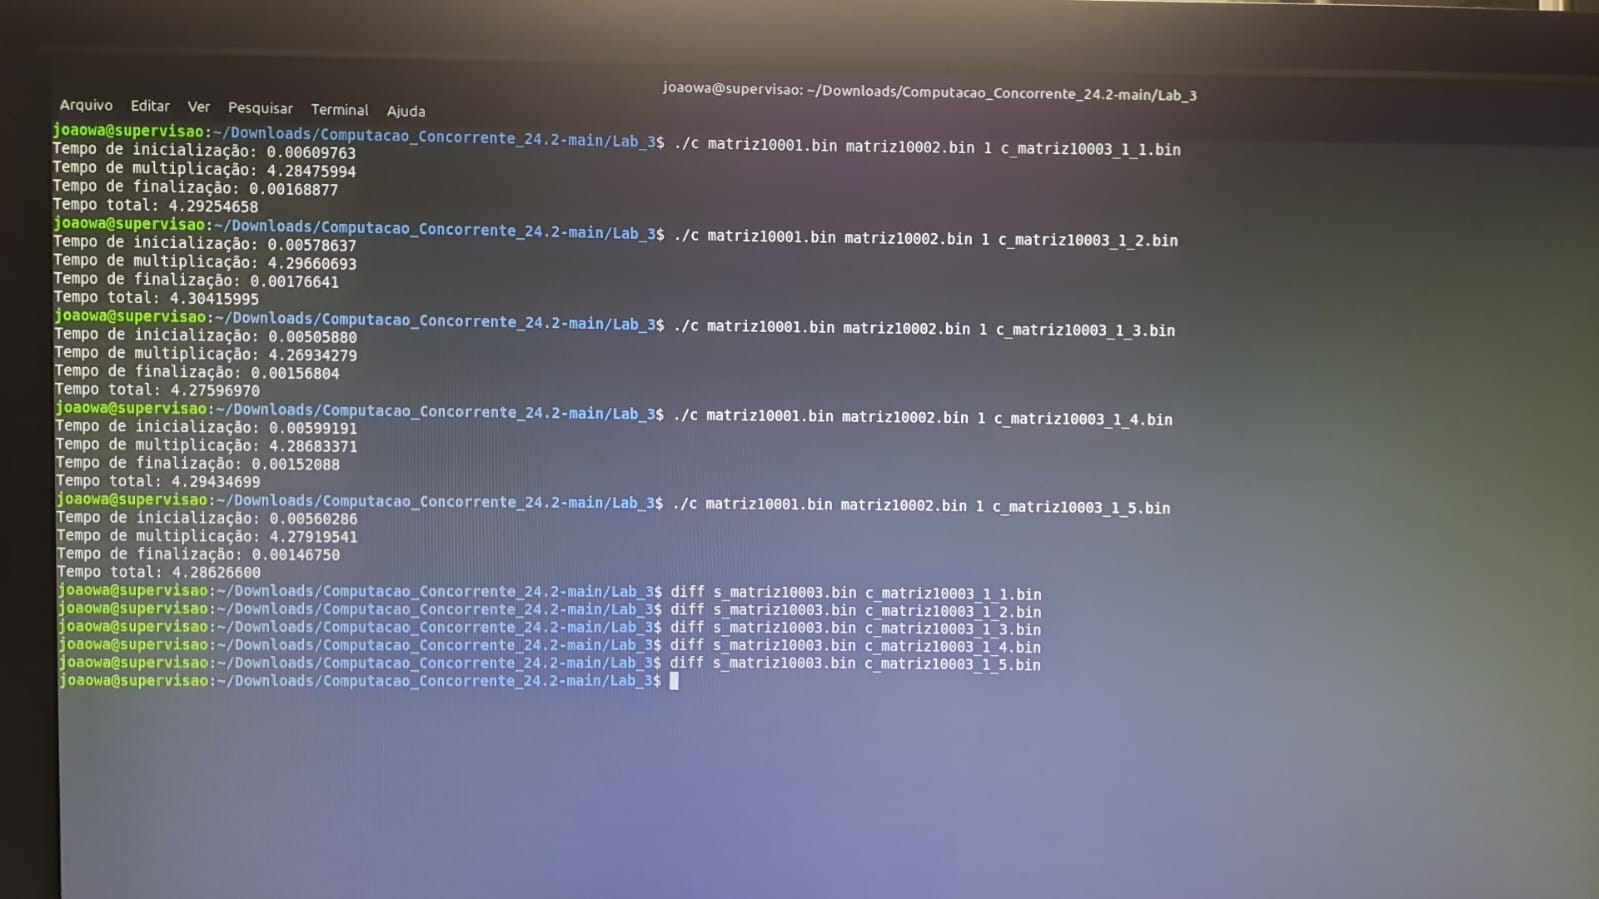 joaowa@supervisao: ~/Downloads/Computacao_Concorrente_24.2-main/Lab_3
Arquivo Editar Ver Pesquisar Terminal Ajuda
joaowa@supervisao:~/Downloads/Computacao_Concorrente_24.2-main/Lab_3$ ./c matriz10001.bin matriz10002.bin 1 c_matriz10003_1_1.bin
Tempo de inicialização: 0.00609763
Tempo de multiplicação: 4.28475994
Tempo de finalização: 0.00168877
Tempo total: 4.29254658
joaowa@supervisao:~/Downloads/Computacao_Concorrente_24.2-main/Lab_3$ ./c matriz10001.bin matriz10002.bin 1 c_matriz10003_1_2.bin
Tempo de inicialização: 0.00578637
Tempo de multiplicação: 4.29660693
Tempo de finalização: 0.00176641
Tempo total: 4.30415995
joaowa@supervisao:~/Downloads/Computacao_Concorrente_24.2-main/Lab_3$ ./c matriz10001.bin matriz10002.bin 1 c_matriz10003_1_3.bin
Tempo de inicialização: 0.00505880
Tempo de multiplicação: 4.26934279
Tempo de finalização: 0.00156804
Tempo total: 4.27596970
joaowa@supervisao:~/Downloads/Computacao_Concorrente_24.2-main/Lab_3$ ./c matriz10001.bin matriz10002.bin 1 c_matriz10003_1_4.bin
Tempo de inicialização: 0.00599191
Tempo de multiplicação: 4.28683371
Tempo de finalização: 0.00152088
Tempo total: 4.29434699
joaowa@supervisao:~/Downloads/Computacao_Concorrente_24.2-main/Lab_3$ ./c matriz10001.bin matriz10002.bin 1 c_matriz10003_1_5.bin
Tempo de inicialização: 0.00560286
Tempo de multiplicação: 4.27919541
Tempo de finalização: 0.00146750
Tempo total: 4.28626600
joaowa@supervisao:~/Downloads/Computacao_Concorrente_24.2-main/Lab_3$ diff s_matriz10003.bin c_matriz10003_1_1.bin
joaowa@supervisao:~/Downloads/Computacao_Concorrente_24.2-main/Lab_3$ diff s_matriz10003.bin c_matriz10003_1_2.bin
joaowa@supervisao:~/Downloads/Computacao_Concorrente_24.2-main/Lab_3$ diff s_matriz10003.bin c_matriz10003_1_3.bin
joaowa@supervisao:~/Downloads/Computacao_Concorrente_24.2-main/Lab_3$ diff s_matriz10003.bin c_matriz10003_1_4.bin
joaowa@supervisao:~/Downloads/Computacao_Concorrente_24.2-main/Lab_3$ diff s_matriz10003.bin c_matriz10003_1_5.bin
joaowa@supervisao:~/Downloads/Computacao_Concorrente_24.2-main/Lab_3$